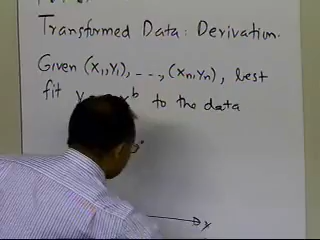 Transformed Data: Derivation.
Given (x₁,y₁), ---, (xₙ,yₙ), best
fit y b to the data
x